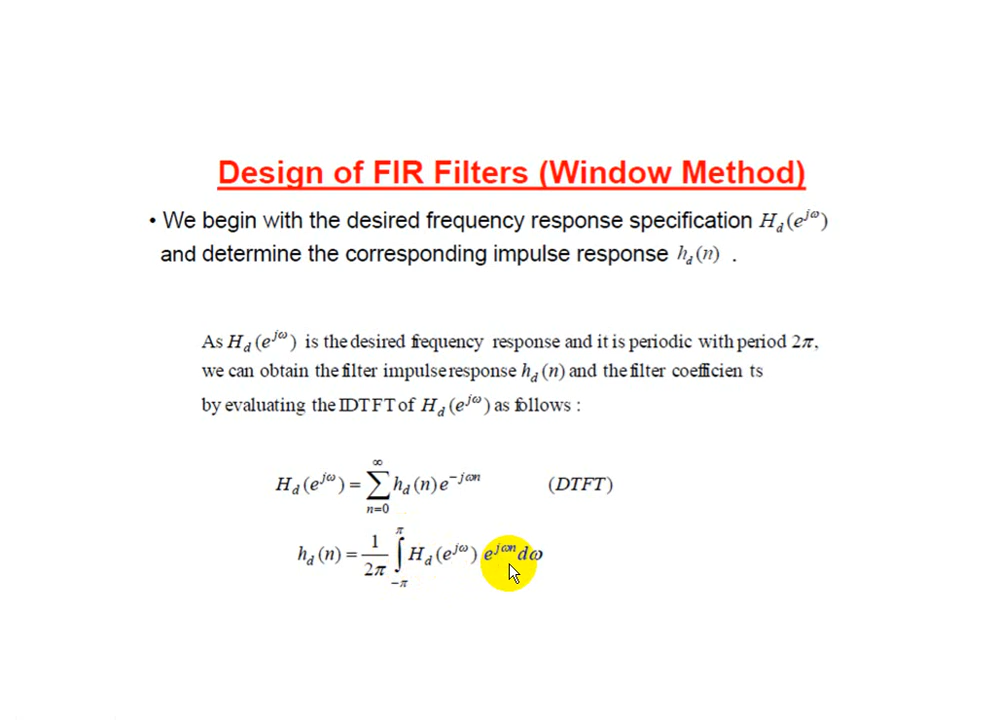 Design of FIR Filters (Window Method)
• We begin with the desired frequency response specification H_d(e^{jω})
and determine the corresponding impulse response h_d(n) .
As H_d(e^{jω}) is the desired frequency response and it is periodic with period 2π,
we can obtain the filter impulse response h_d(n) and the filter coefficien ts
by evaluating the IDTFT of H_d(e^{jω}) as follows :
H_d(e^{jω}) = ∑_{n=0}^{∞} h_d(n) e^{-jωn} (DTFT)
h_d(n) = \frac{1}{2π} ∫_{-π}^{π} H_d(e^{jω}) e^{jωn} dω